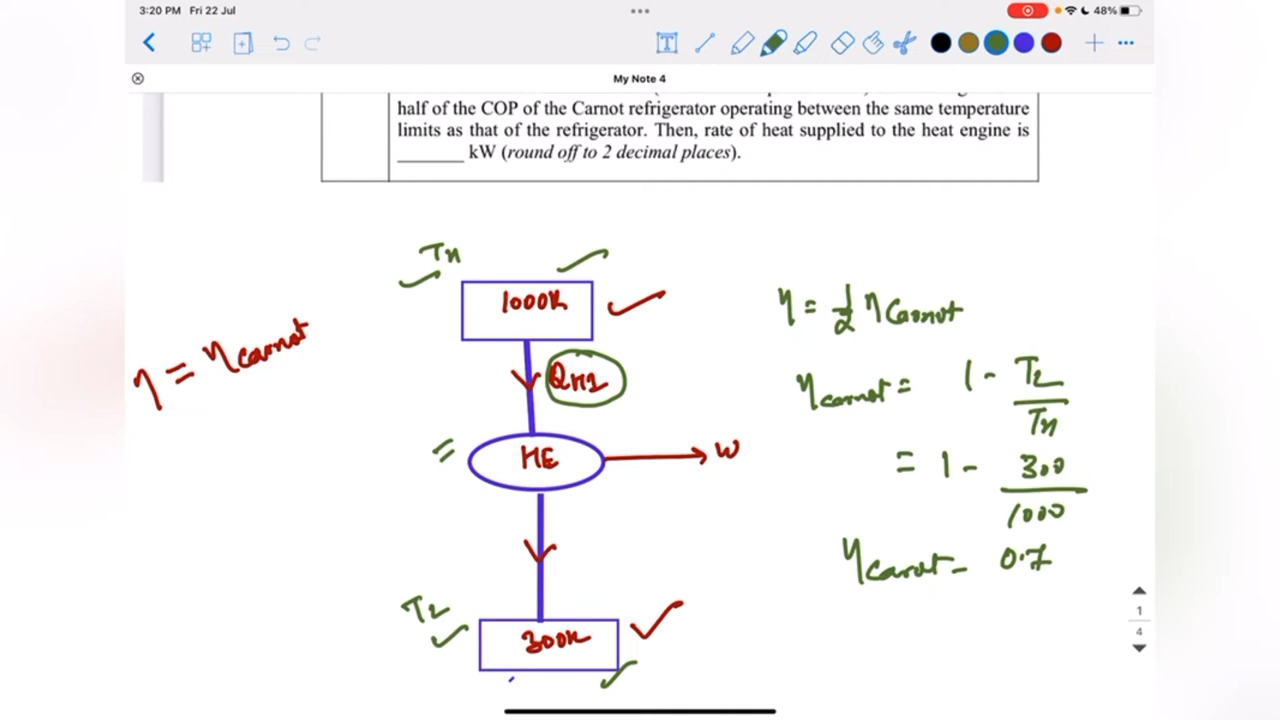 3:20 PM Fri 22 Jul
48%
My Note 4
half of the COP of the Carnot refrigerator operating between the same temperature
limits as that of the refrigerator. Then, rate of heat supplied to the heat engine is
_______ kW (round off to 2 decimal places).
TH
1000K
η = ηcarnot
QH1
HE
W
TL
300K
η = 1/2 ηCarnot
ηcarnot = 1 - TL/TH
= 1 - 300/1000
ηcarnot = 0.7
1
4